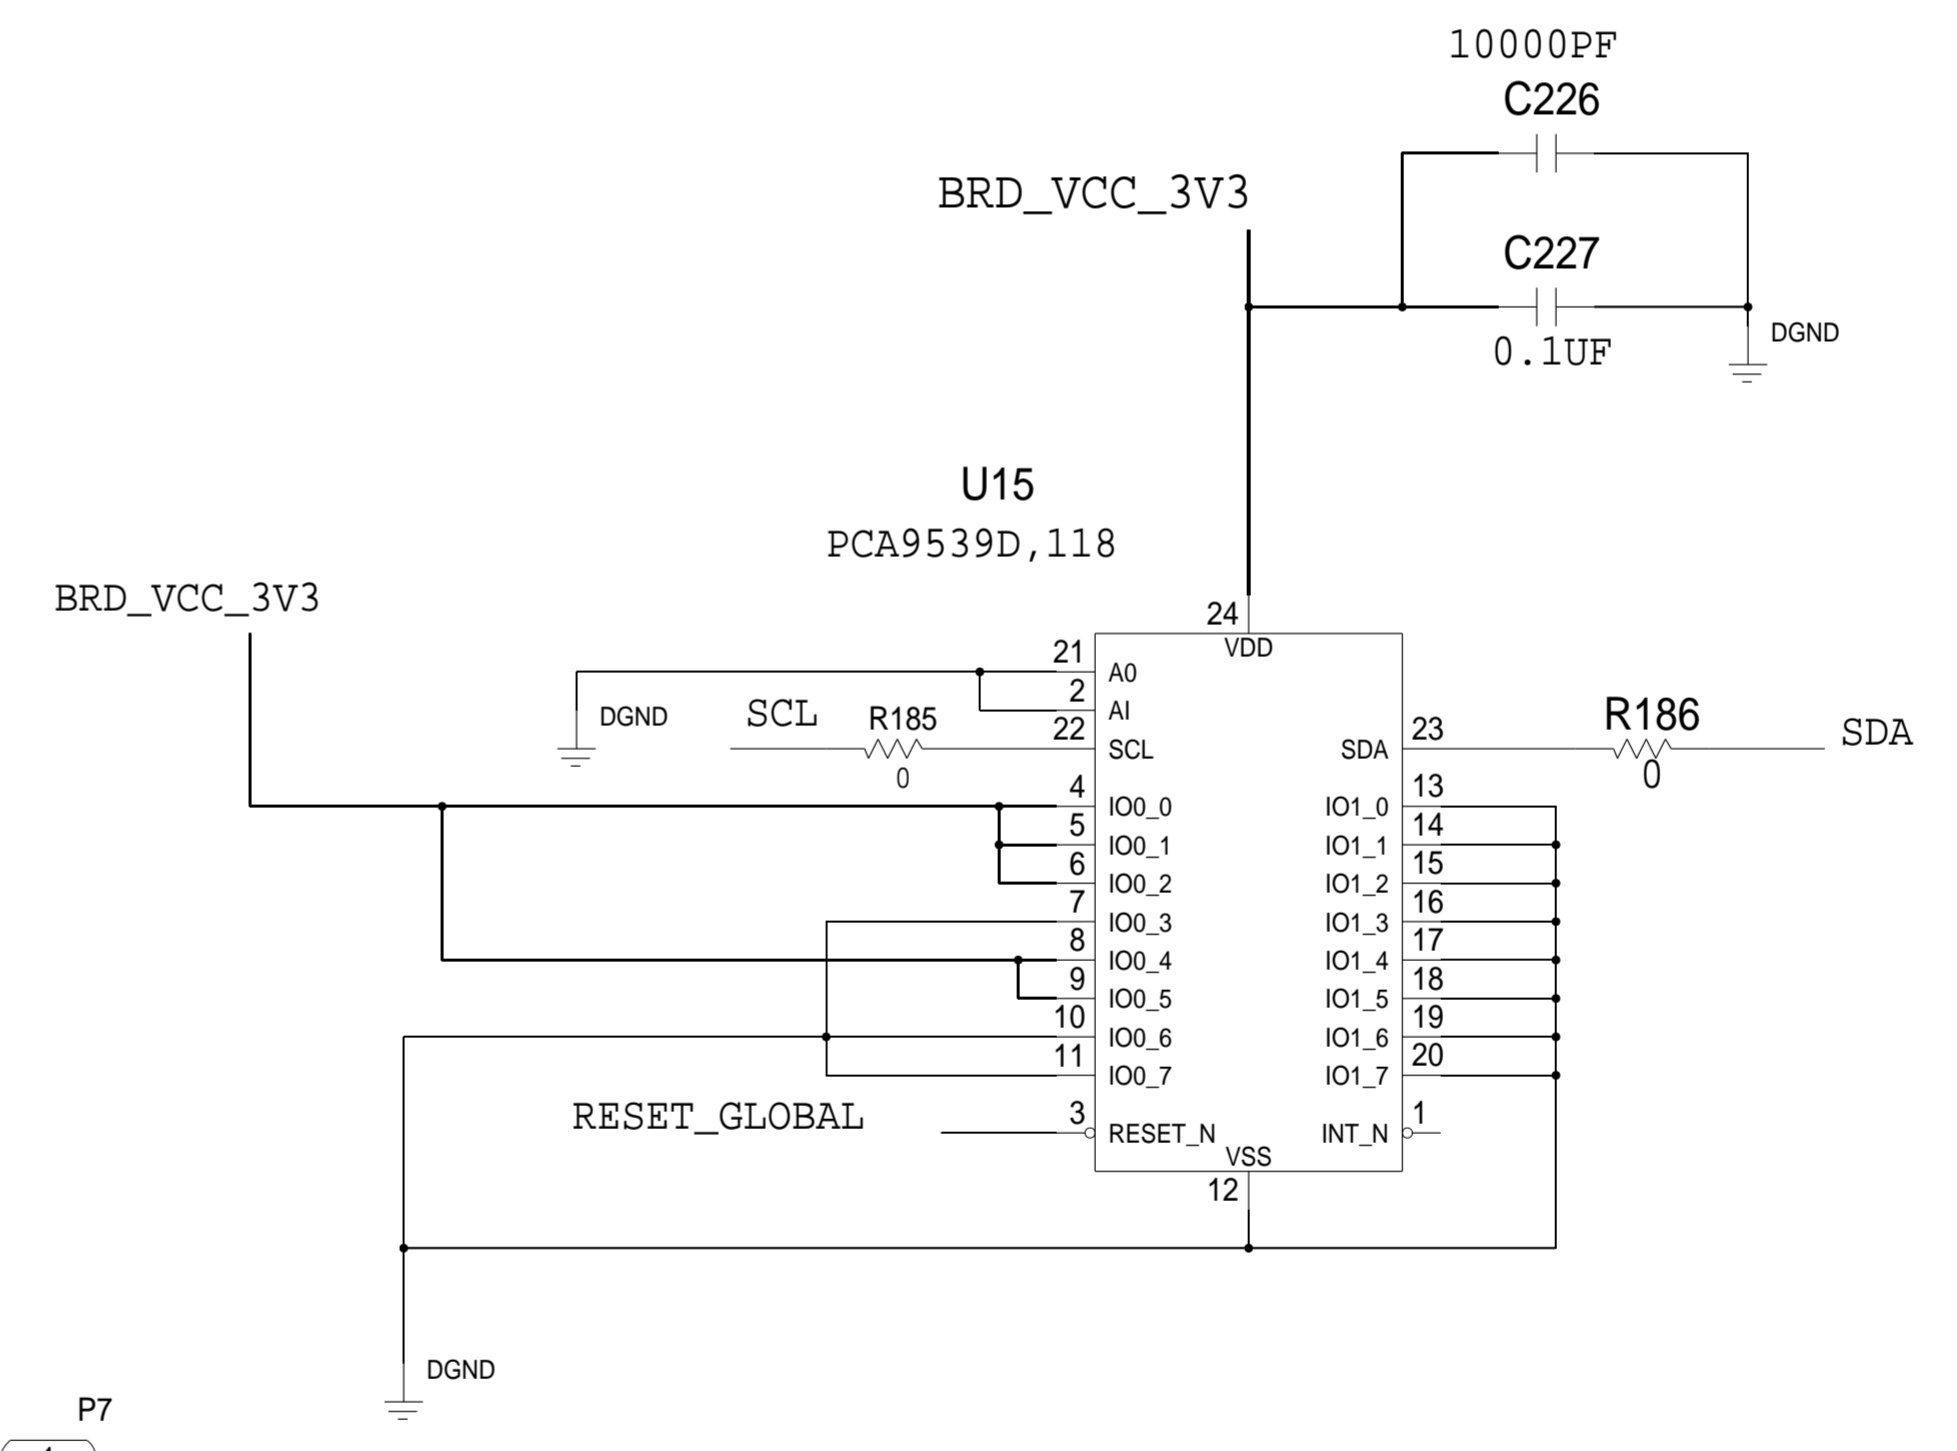 10000PF
C226
BRD_VCC_3V3
C227
DGND
0.1UF
U15
PCA9539D,118
BRD_VCC_3V3
24
VDD
21
A0
2
AI
DGND
SCL
R185
0
22
SCL
23
SDA
R186
0
SDA
4
IO0_0
5
IO0_1
6
IO0_2
7
IO0_3
8
IO0_4
9
IO0_5
10
IO0_6
11
IO0_7
13
IO1_0
14
IO1_1
15
IO1_2
16
IO1_3
17
IO1_4
18
IO1_5
19
IO1_6
20
IO1_7
RESET_GLOBAL
3
RESET_N
1
INT_N
VSS
12
DGND
P7